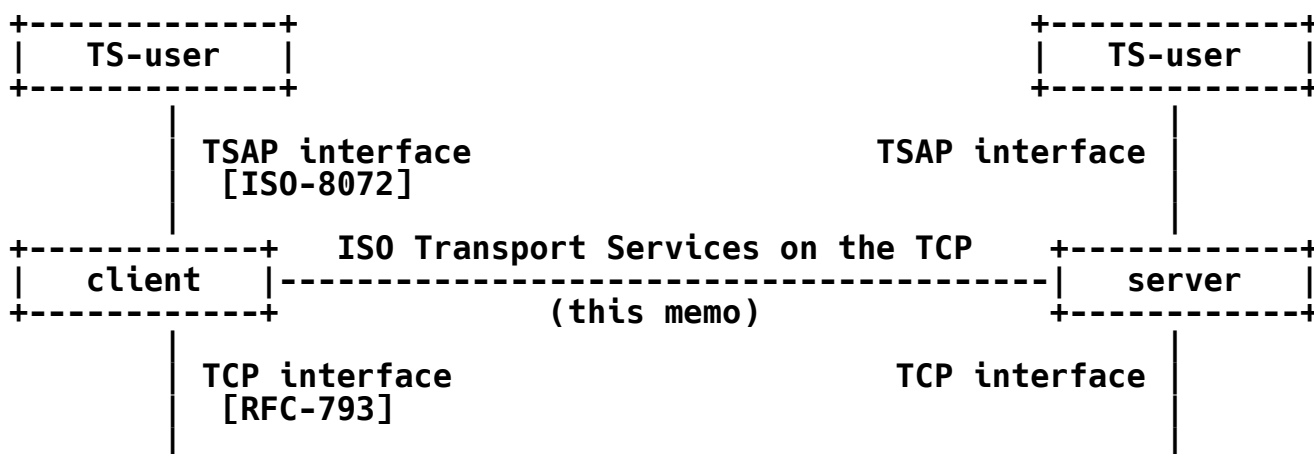 TS-user TS-user
TSAP interface TSAP interface
[ISO-8072]
ISO Transport Services on the TCP
client server
(this memo)
TCP interface TCP interface
[RFC-793]